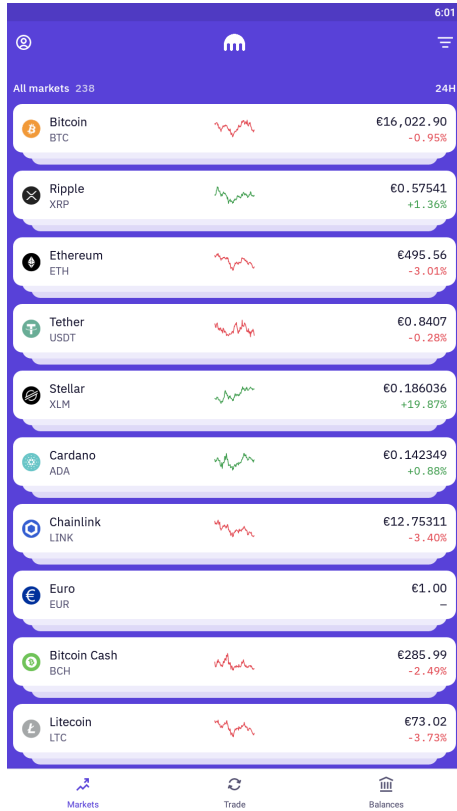 6:01
All markets 238 24H
Bitcoin €16,022.90
BTC -0.95%
Ripple €0.57541
XRP +1.36%
Ethereum €495.56
ETH -3.01%
Tether €0.8407
USDT -0.28%
Stellar €0.186036
XLM +19.87%
Cardano €0.142349
ADA +0.88%
Chainlink €12.75311
LINK -3.40%
Euro €1.00
EUR –
Bitcoin Cash €285.99
BCH -2.49%
Litecoin €73.02
LTC -3.73%
Markets Trade Balances